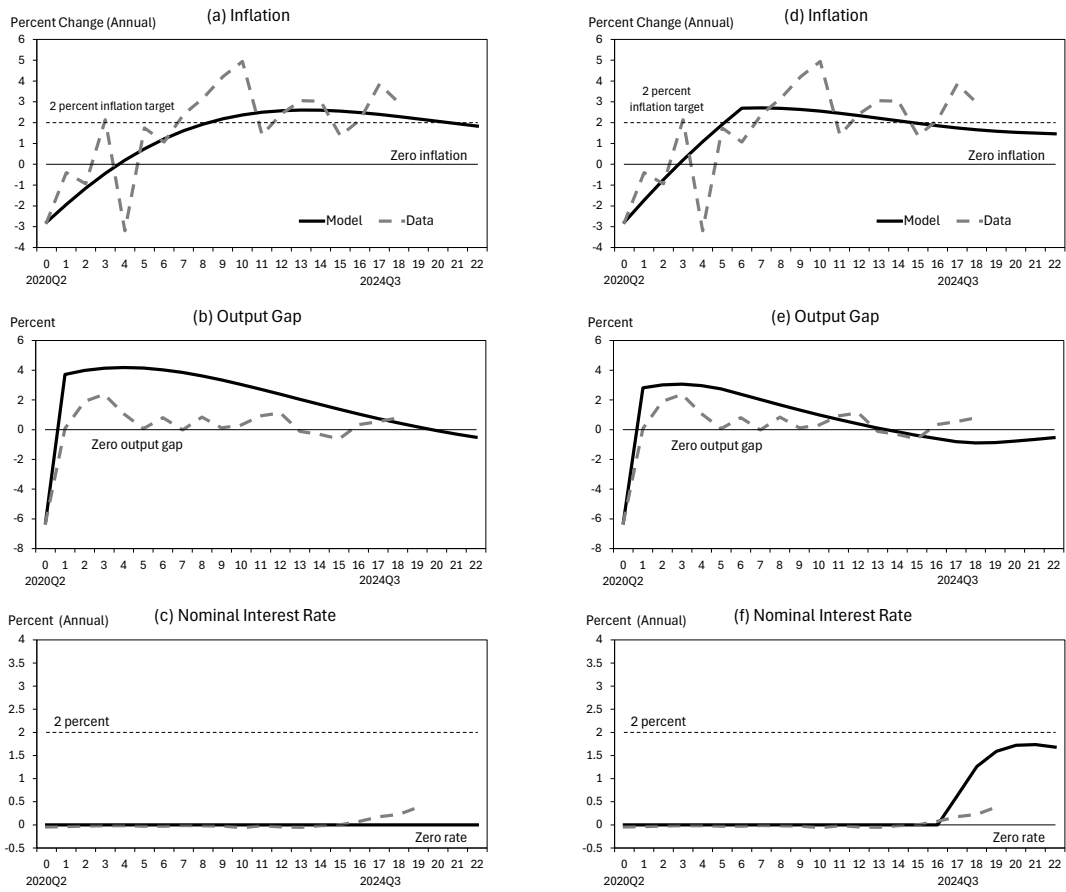 (a) Inflation
Percent Change (Annual)
6
5
4
3
2
1
0
-1
-2
-3
-4
2 percent inflation target
Zero inflation
Model
Data
0 1 2 3 4 5 6 7 8 9 10 11 12 13 14 15 16 17 18 19 20 21 22
2020Q2 2024Q3
(d) Inflation
Percent Change (Annual)
6
5
4
3
2
1
0
-1
-2
-3
-4
2 percent
inflation target
Zero inflation
Model
Data
0 1 2 3 4 5 6 7 8 9 10 11 12 13 14 15 16 17 18 19 20 21 22
2020Q2 2024Q3
(b) Output Gap
Percent
6
4
2
0
-2
-4
-6
-8
Zero output gap
0 1 2 3 4 5 6 7 8 9 10 11 12 13 14 15 16 17 18 19 20 21 22
2020Q2 2024Q3
(e) Output Gap
Percent
6
4
2
0
-2
-4
-6
-8
Zero output gap
0 1 2 3 4 5 6 7 8 9 10 11 12 13 14 15 16 17 18 19 20 21 22
2020Q2 2024Q3
(c) Nominal Interest Rate
Percent (Annual)
4
3.5
3
2.5
2
1.5
1
0.5
0
-0.5
2 percent
Zero rate
0 1 2 3 4 5 6 7 8 9 10 11 12 13 14 15 16 17 18 19 20 21 22
2020Q2 2024Q3
(f) Nominal Interest Rate
Percent (Annual)
4
3.5
3
2.5
2
1.5
1
0.5
0
-0.5
2 percent
Zero rate
0 1 2 3 4 5 6 7 8 9 10 11 12 13 14 15 16 17 18 19 20 21 22
2020Q2 2024Q3